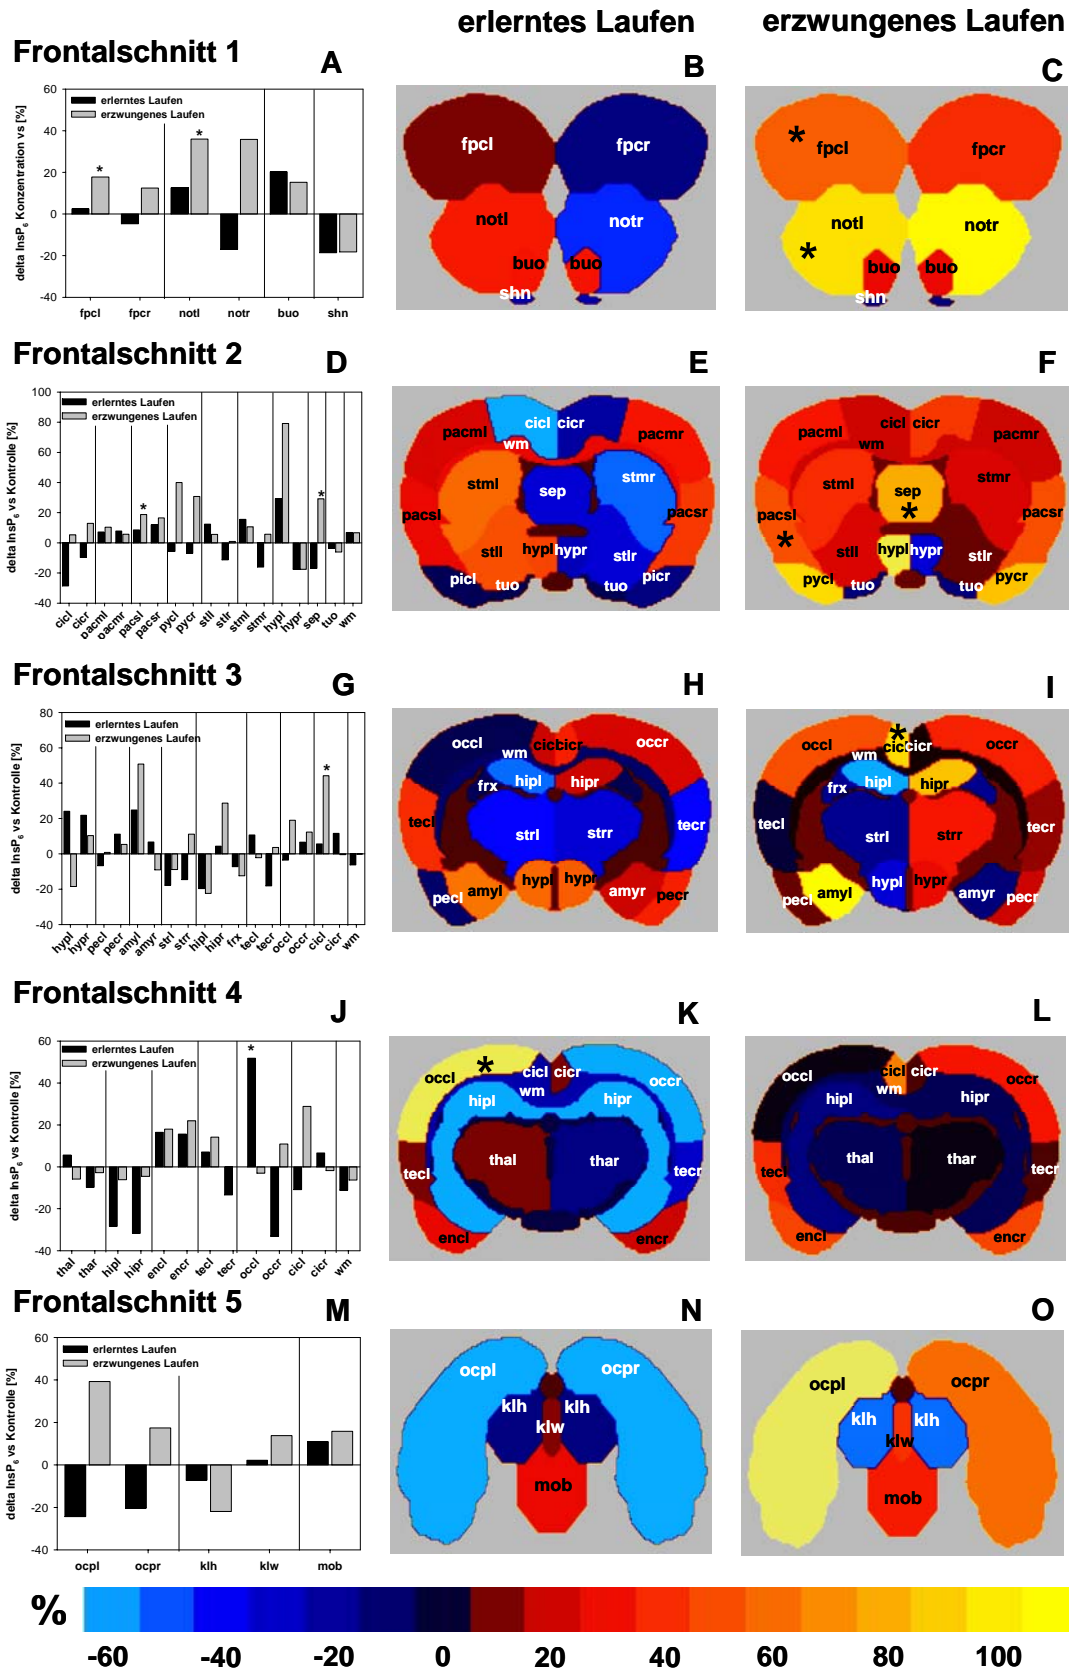 erlerntes Laufen
erzwungenes Laufen
Frontalschnitt 1
A
B
C
delta InsP6 Konzentration vs [%]
erlerntes Laufen
erzwungenes Laufen
60
40
20
0
-20
-40
*
*
fpcl fpcr notl notr buo shn
fpcl fpcr
notl notr
buo buo
shn
* fpcl fpcr
notl notr
*
buo buo
shn
Frontalschnitt 2
D
E
F
delta InsP6 vs Kontrolle [%]
erlerntes Laufen
erzwungenes Laufen
100
80
60
40
20
0
-20
-40
*
*
cicl cicr pacml pacmr pacsl pacsr pycl pycr stll stlr stml stmr hypl hypr sep tuo wm
cicl cicr
pacml wm pacmr
stml sep stmr
pacsl pacsr
stll hypl hypr stlr
picl tuo tuo picr
cicl cicr
pacml wm pacmr
stml sep stmr
pacsl * pacsr
*
stll hypl hypr stlr
pycl tuo tuo pycr
Frontalschnitt 3
G
H
I
delta InsP6 vs Kontrolle [%]
erlerntes Laufen
erzwungenes Laufen
80
60
40
20
0
-20
-40
*
hypl hypr pecl pecr amyl amyr strl strr hipl hipr frx tecl tecr occl occr cicl cicr wm
occl wm cicl cicr occr
frx hipl hipr
tecl strl strr tecr
pecl amyl hypl hypr amyr pecr
*
occl wm cicl cicr occr
frx hipl hipr
tecl strl strr tecr
pecl amyl hypl hypr amyr pecr
Frontalschnitt 4
J
K
L
delta InsP6 vs Kontrolle [%]
erlerntes Laufen
erzwungenes Laufen
60
40
20
0
-20
-40
*
thal thar hipl hipr encl encr tecl tecr occl occr cicl cicr wm
*
occl cicl cicr occr
wm
hipl hipr
tecl thal thar tecr
encl encr
occl cicl cicr occr
wm
hipl hipr
tecl thal thar tecr
encl encr
Frontalschnitt 5
M
N
O
delta InsP6 vs Kontrolle [%]
erlerntes Laufen
erzwungenes Laufen
60
40
20
0
-20
-40
ocpl ocpr klh klw mob
ocpl ocpr
klh klh
klw
mob
ocpl ocpr
klh klh
klw
mob
%
-60 -40 -20 0 20 40 60 80 100